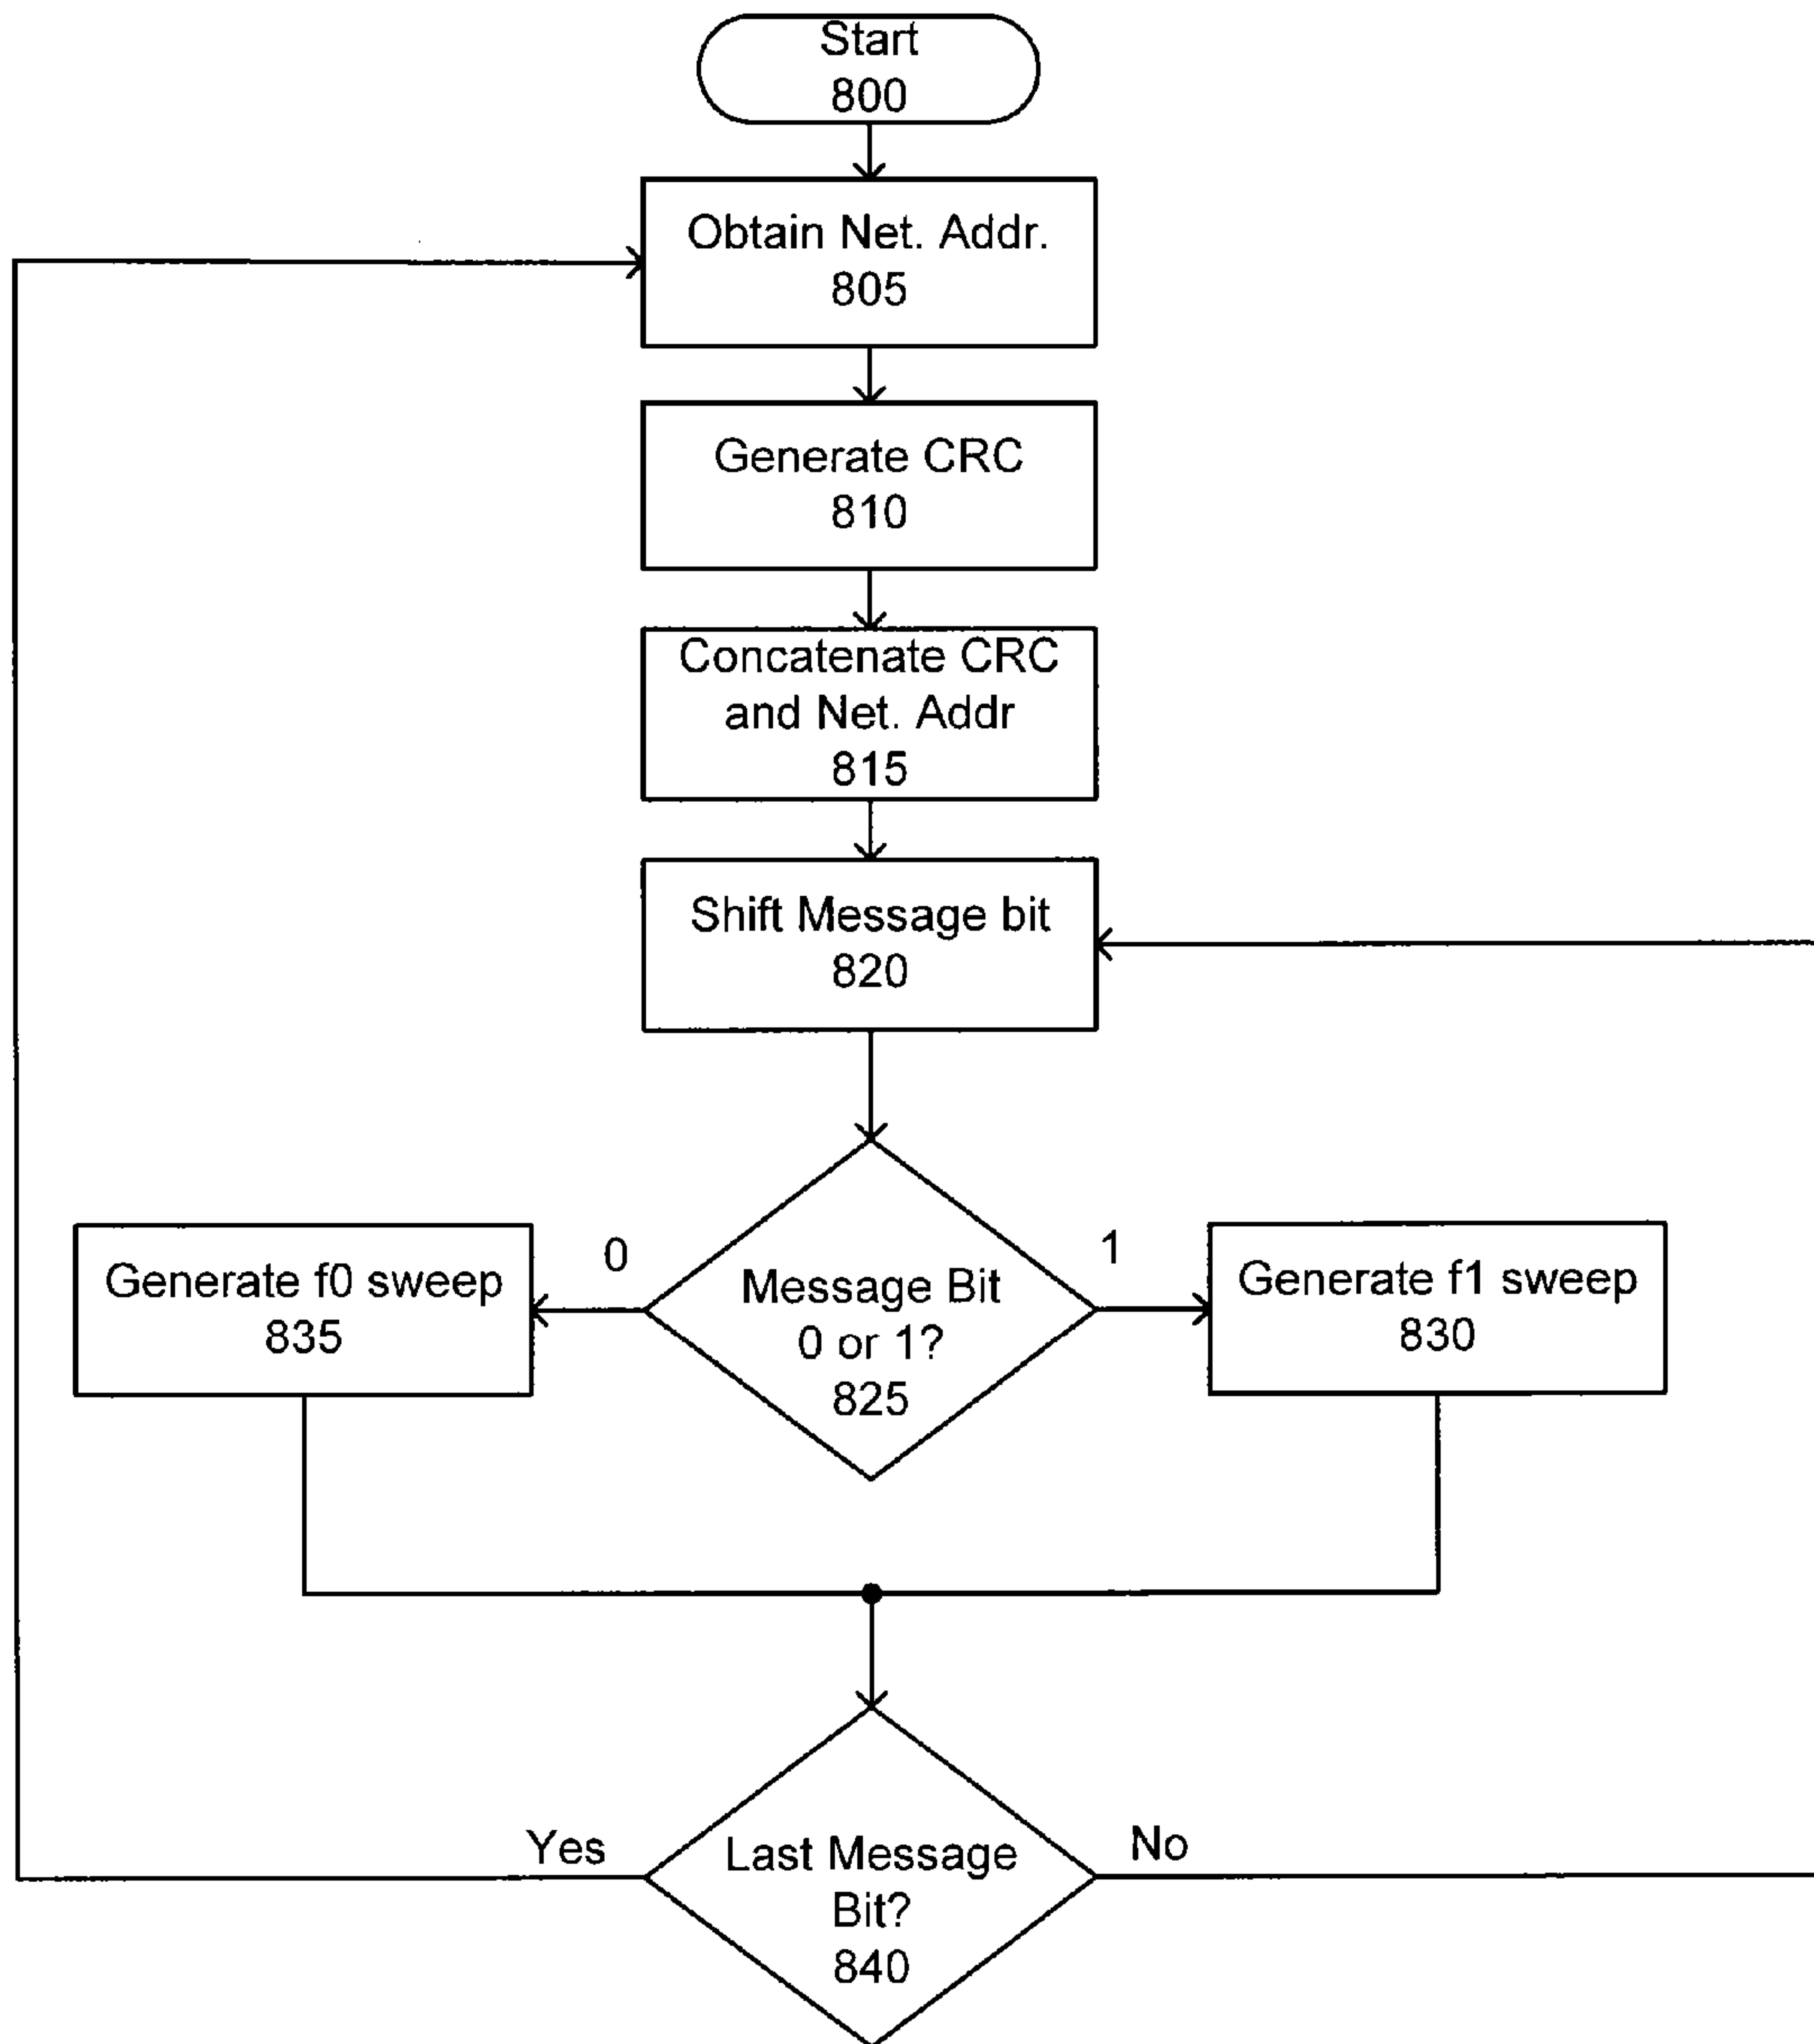 Start
800
Obtain Net. Addr.
805
Generate CRC
810
Concatenate CRC
and Net. Addr
815
Shift Message bit
820
0
1
Generate f0 sweep
835
Message Bit
0 or 1?
825
Generate f1 sweep
830
Yes
No
Last Message
Bit?
840